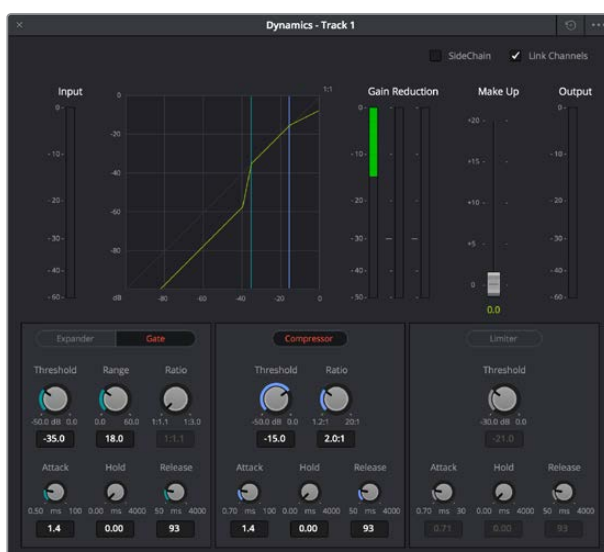 Dynamics - Track 1
SideChain Link Channels
Input Gain Reduction Make Up Output
1:1
0 -20 -40 -60 -80 dB
dB -80 -60 -40 -20 0
0 -10 -20 -30 -40 -60
0 -10 -20 -30 -40 -50
+20 +15 +10 +5 0
0.0
0 -10 -20 -30 -40 -60
Expander Gate
Threshold Range Ratio
-50.0 dB 0.0 0.0 60.0 1:1.1 1:3.0
-35.0 18.0 1:1.1
Attack Hold Release
0.50 ms 100 0.00 ms 4000 50 ms 4000
1.4 0.00 93
Compressor
Threshold Ratio
-50.0 dB 0.0 1.2:1 20:1
-15.0 2.0:1
Attack Hold Release
0.70 ms 100 0.00 ms 4000 50 ms 4000
1.4 0.00 93
Limiter
Threshold
-30.0 dB 0.0
-21.0
Attack Hold Release
0.70 ms 30 0.00 ms 4000 50 ms 4000
0.71 0.00 93